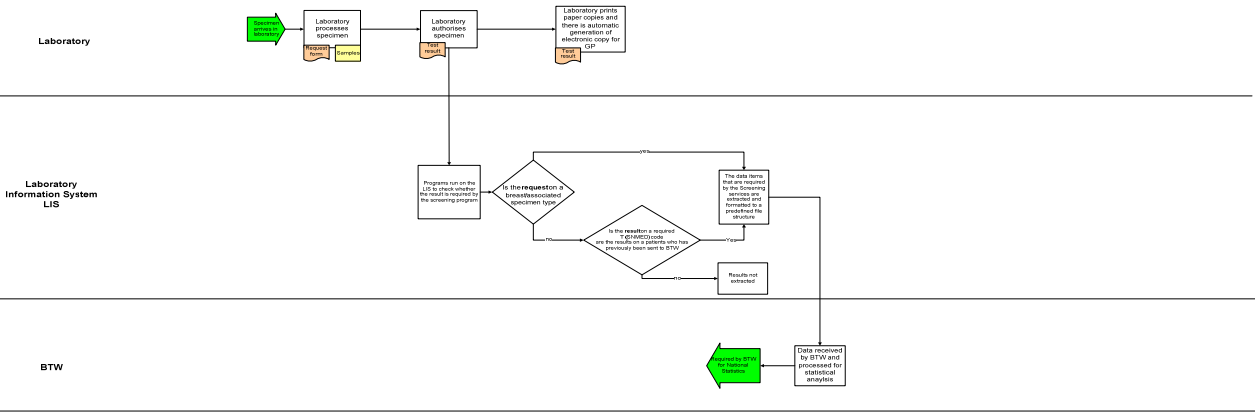 Laboratory
Specimen
arrives in
laboratory
Laboratory
processes
specimen
Request
form
Samples
Laboratory
authorises
specimen
Test
result
Laboratory prints
paper copies and
there is automatic
generation of
electronic copy for
GP
Test
result
Laboratory
Information System
LIS
Programs run on the
LIS to check whether
the result is required by
the screening program
Is the request on a
breast/associated
specimen type
yes
no
Is the result on a required
T (SNMED) code
are the results on a patients who has
previously been sent to BTW
Yes
no
The data items
that are required
by the Screening
services are
extracted and
formatted to a
predefined file
structure
Results not
extracted
BTW
Required by BTW
for National
Statistics
Data received
by BTW and
processed for
statistical
anaylsis